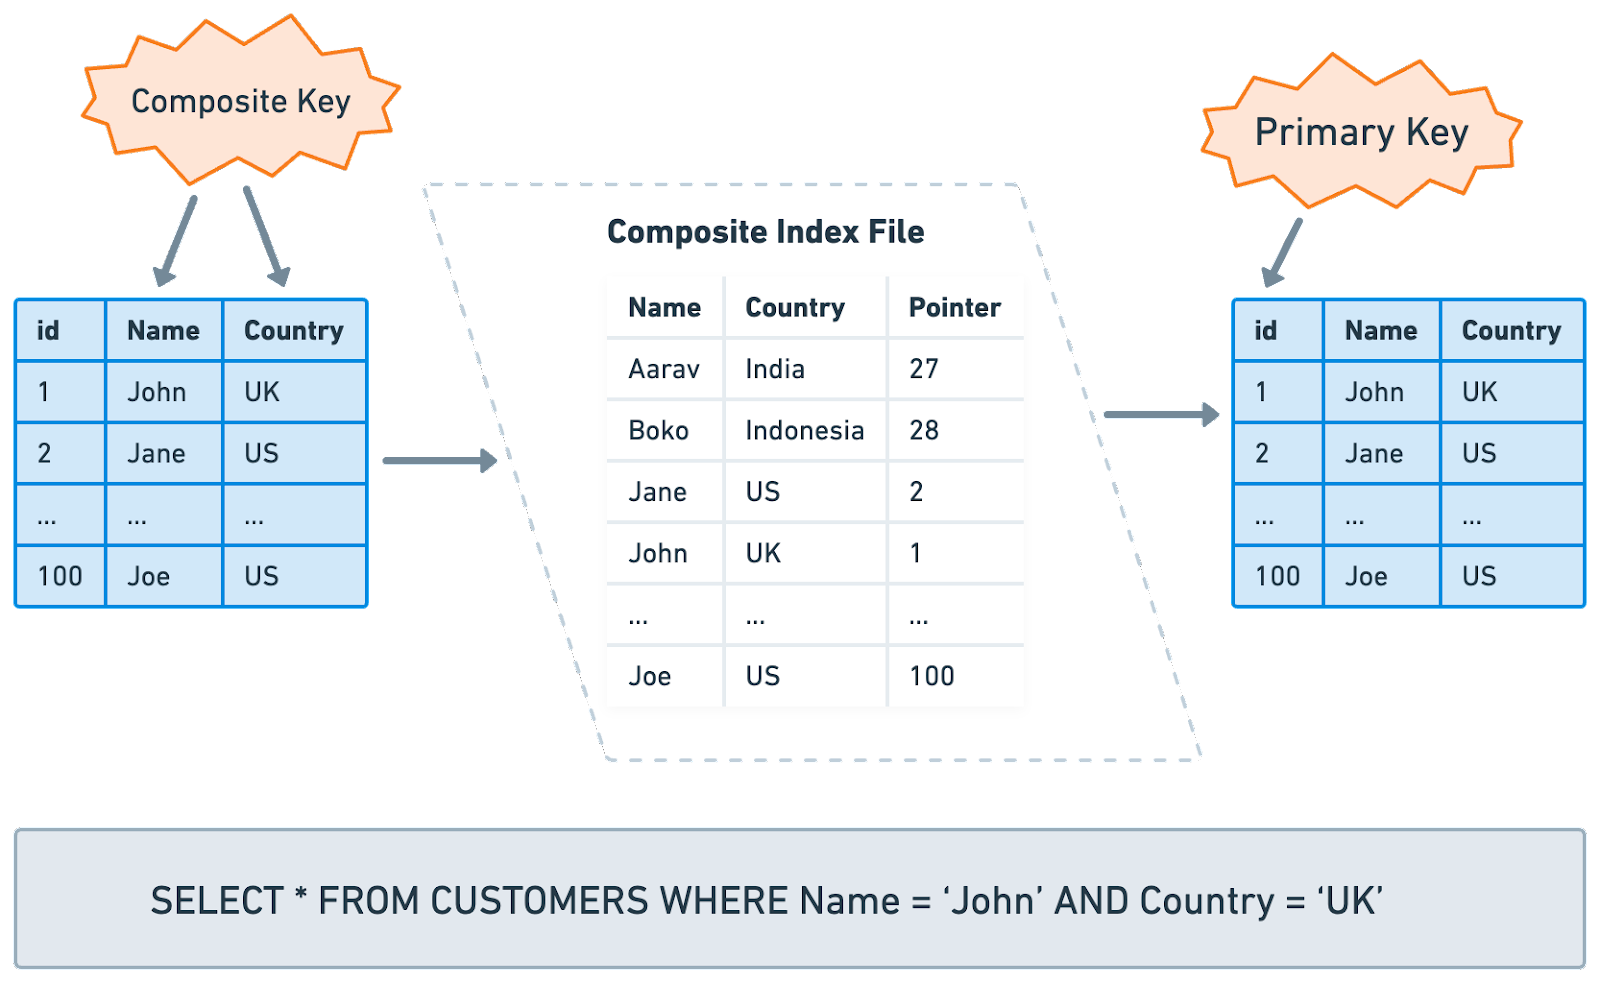 Composite Key
Primary Key
id Name Country
1 John UK
2 Jane US
... ... ...
100 Joe US
Composite Index File
Name Country Pointer
Aarav India 27
Boko Indonesia 28
Jane US 2
John UK 1
... ... ...
Joe US 100
id Name Country
1 John UK
2 Jane US
... ... ...
100 Joe US
SELECT * FROM CUSTOMERS WHERE Name = ‘John’ AND Country = ‘UK’